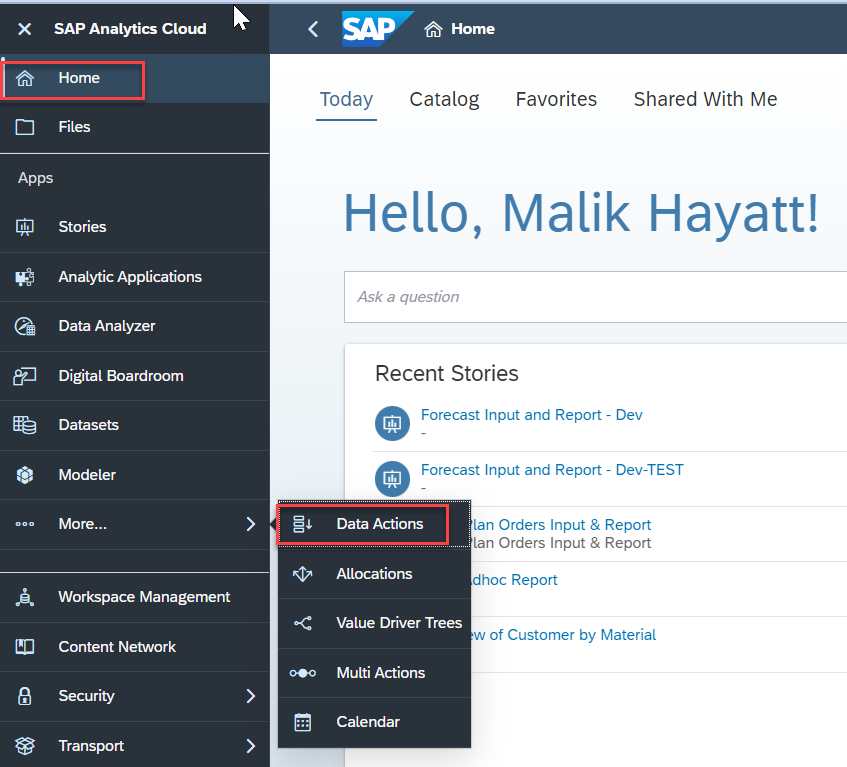 SAP Analytics Cloud
Home
Files
Apps
Stories
Analytic Applications
Data Analyzer
Digital Boardroom
Datasets
Modeler
More...
Workspace Management
Content Network
Security
Transport
Data Actions
Allocations
Value Driver Trees
Multi Actions
Calendar
SAP
Home
Today Catalog Favorites Shared With Me
Hello, Malik Hayatt!
Ask a question
Recent Stories
Forecast Input and Report - Dev
-
Forecast Input and Report - Dev-TEST
-
Plan Orders Input & Report
Plan Orders Input & Report
Adhoc Report
of Customer by Material